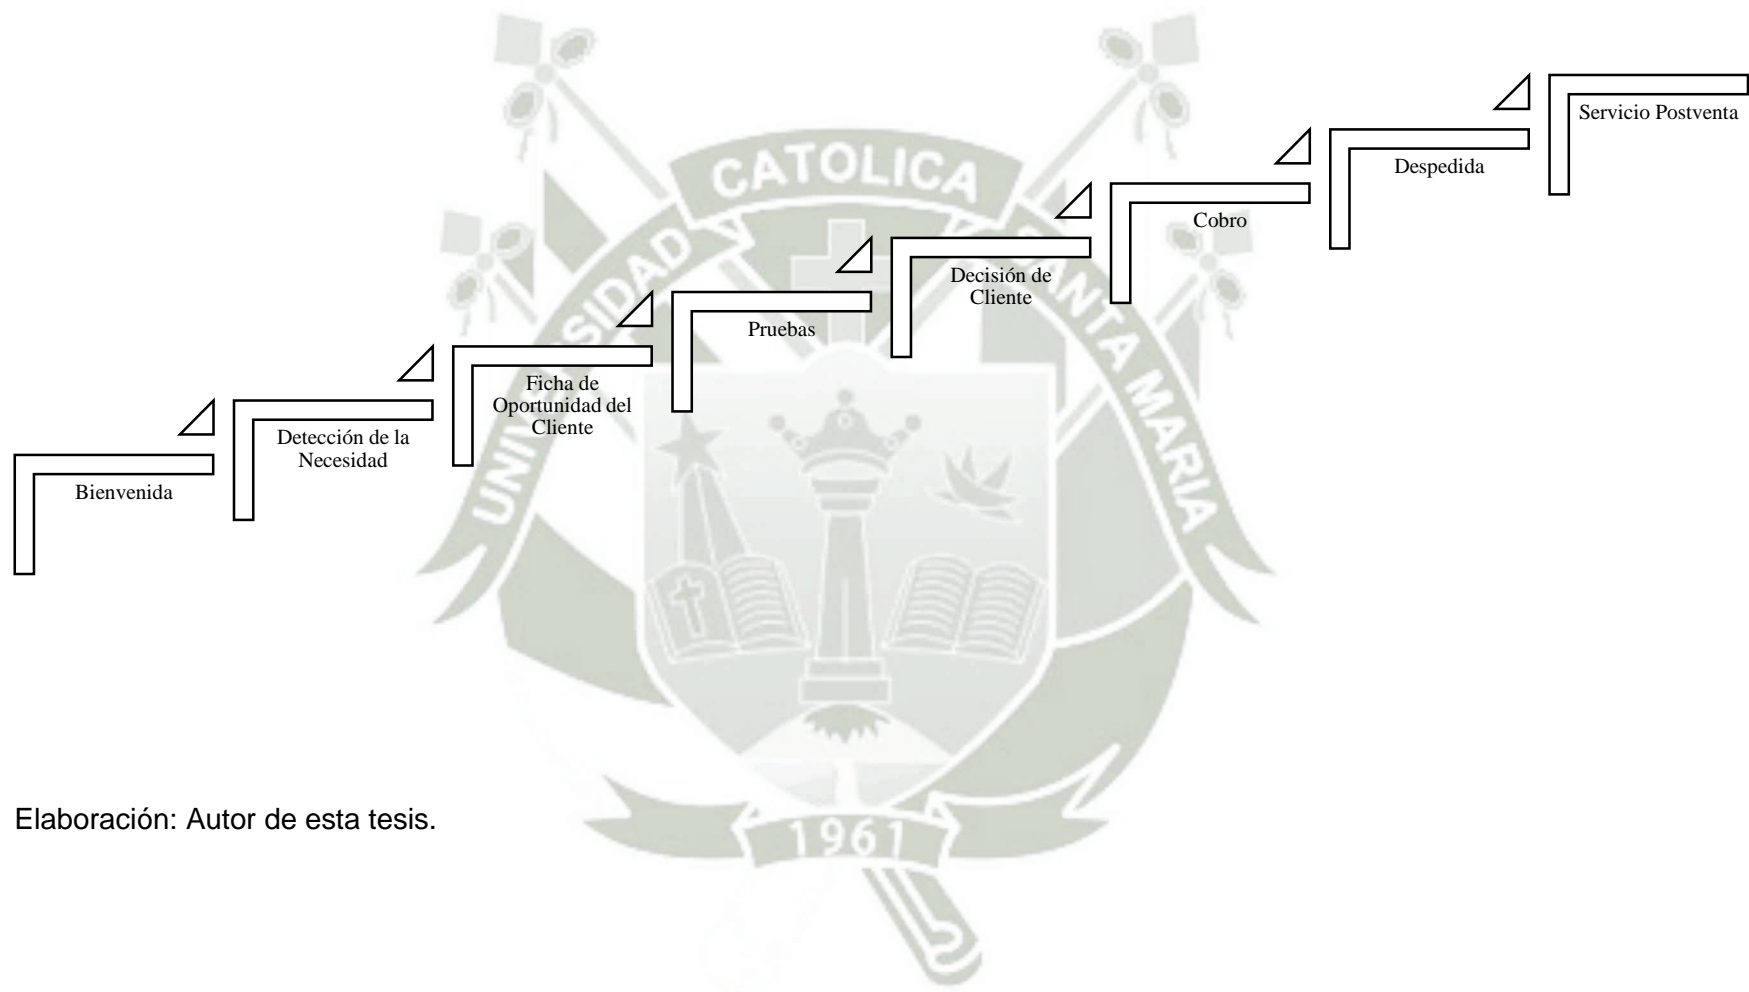 Bienvenida
Detección de la
Necesidad
Ficha de
Oportunidad del
Cliente
Pruebas
Decisión de
Cliente
Cobro
Despedida
Servicio Postventa
Elaboración: Autor de esta tesis.
UNIVERSIDAD
CATOLICA
SANTA MARIA
1961